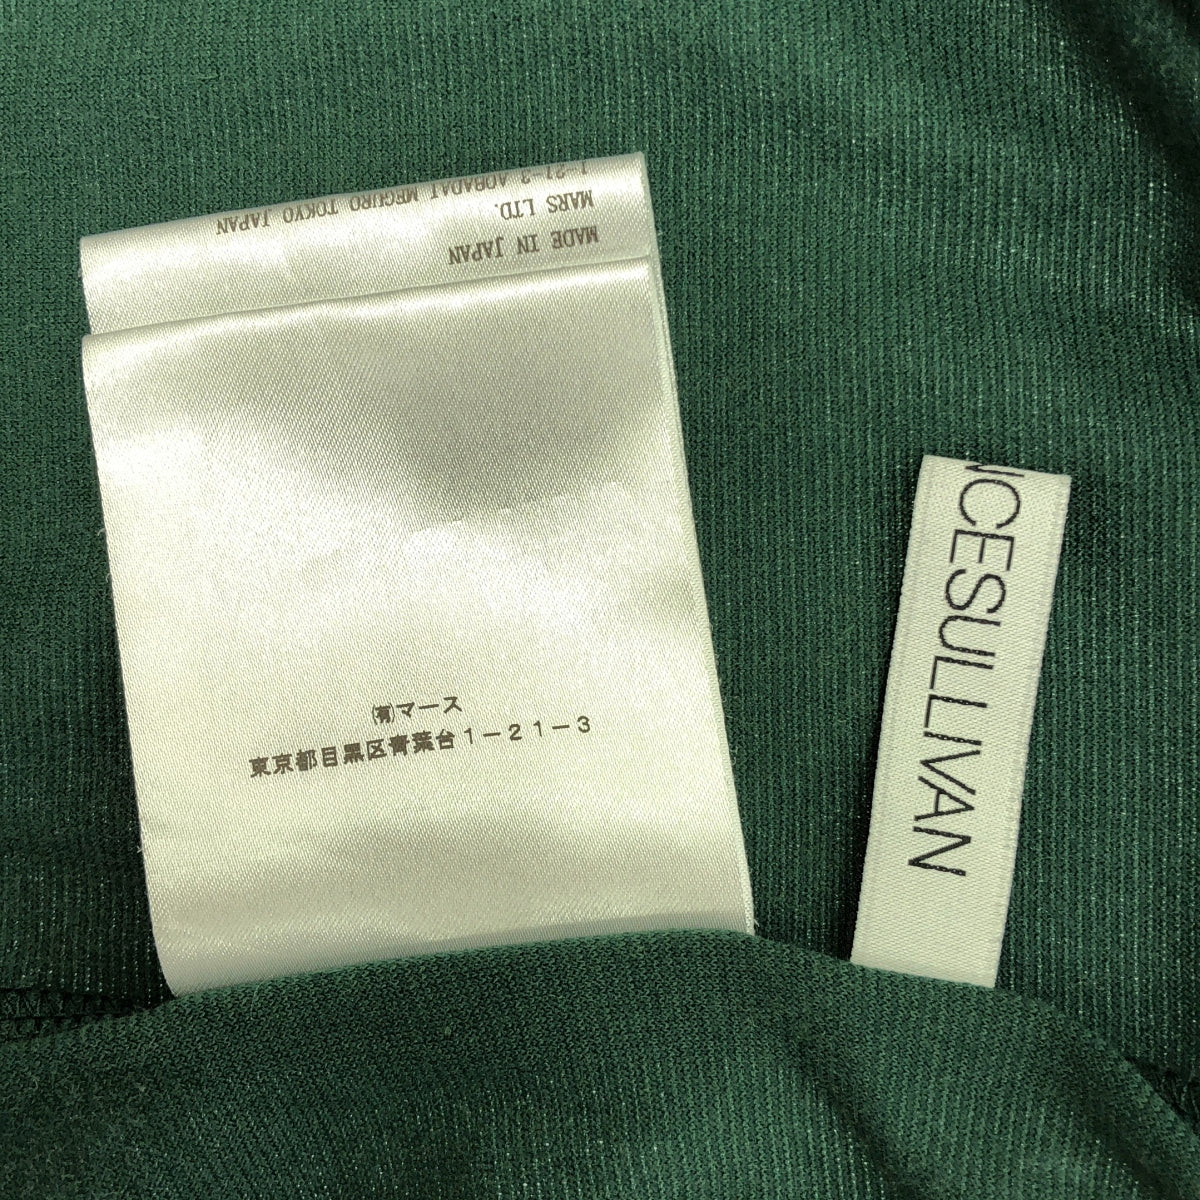 1-21-3 AOBADAI MEGURO TOKYO JAPAN
MARS LTD.
MADE IN JAPAN
㈲マース
東京都目黒区青葉台1-21-3
NCESULLIVAN